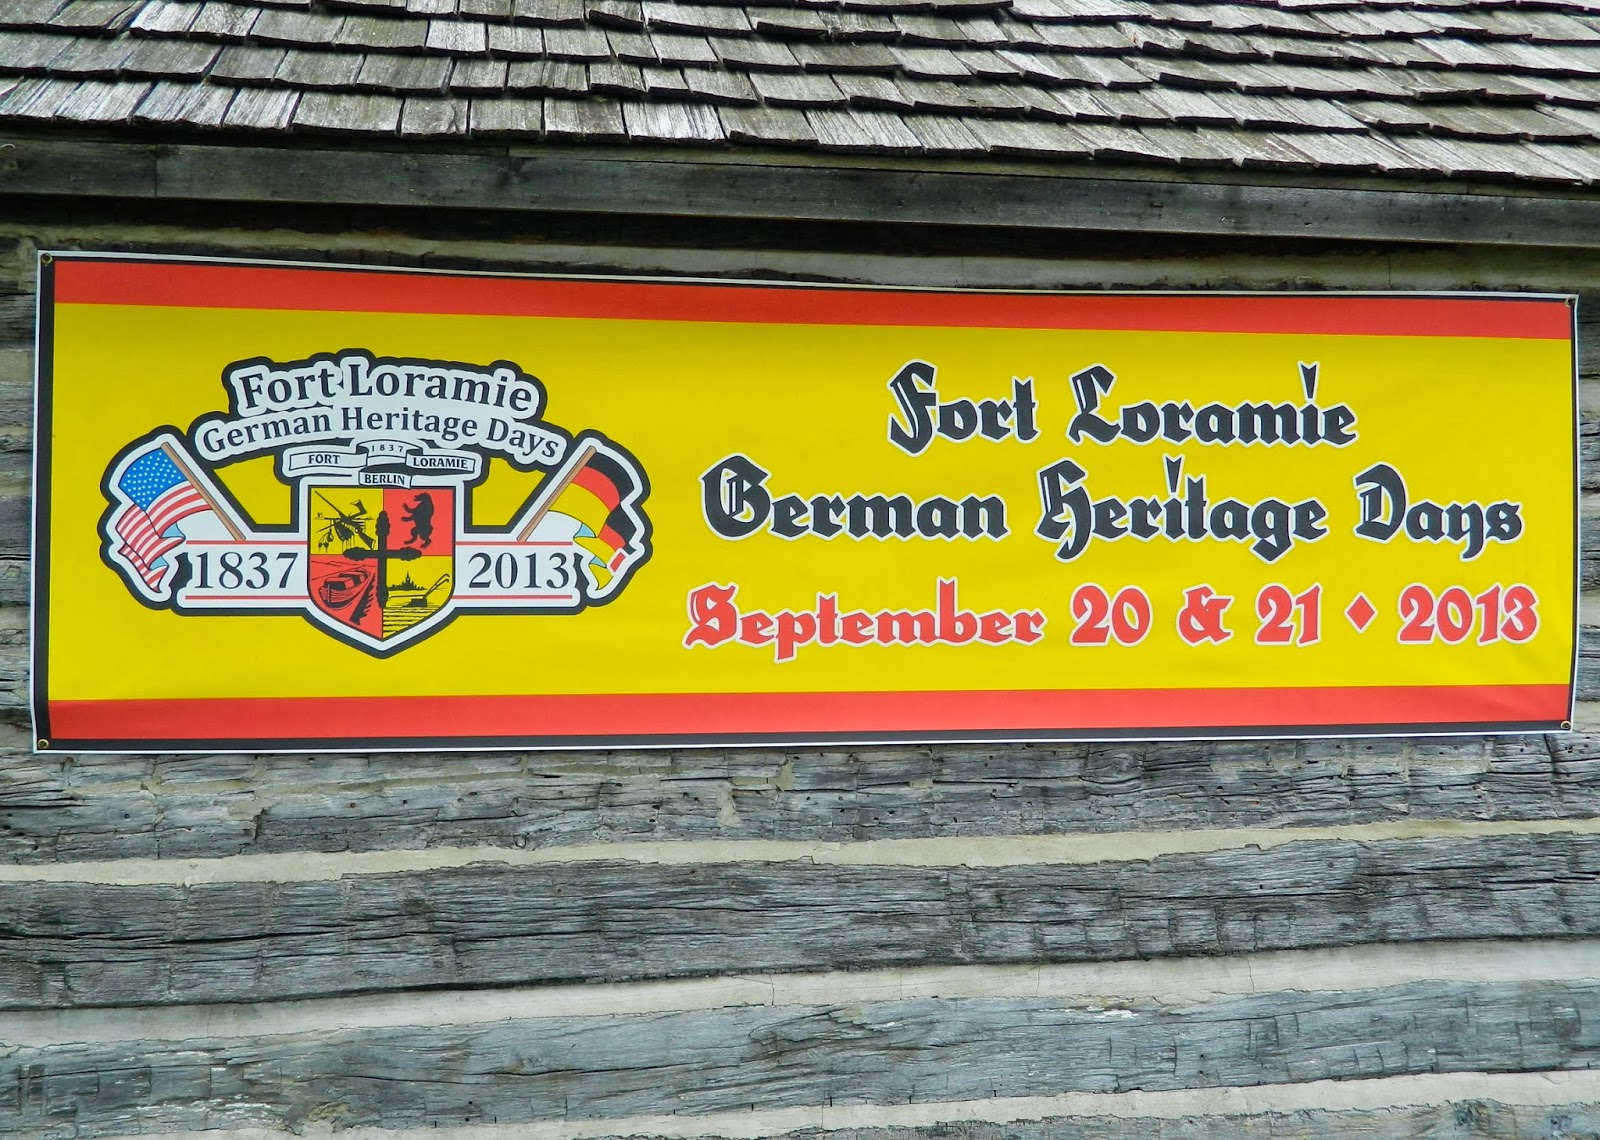 Fort Loramie
German Heritage Days
1837
FORT LORAMIE
BERLIN
1837 2013
Fort Loramie
German Heritage Days
September 20 & 21 ♦ 2013